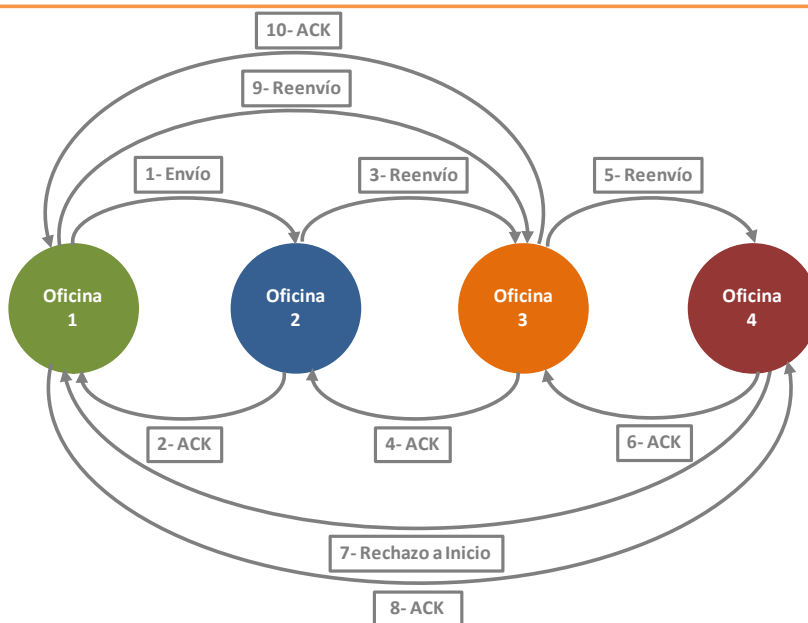 10- ACK
9- Reenvío
1- Envío
3- Reenvío
5- Reenvío
Oficina
1
Oficina
2
Oficina
3
Oficina
4
2- ACK
4- ACK
6- ACK
7- Rechazo a Inicio
8- ACK